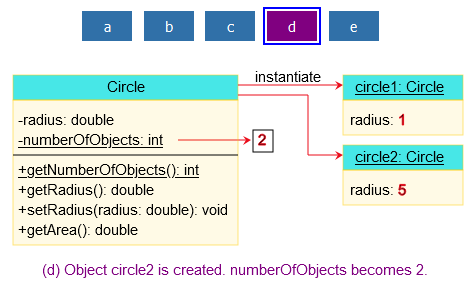 a b c d e
instantiate
Circle
-radius: double
-numberOfObjects: int
2
+getNumberOfObjects(): int
+getRadius(): double
+setRadius(radius: double): void
+getArea(): double
circle1: Circle
radius: 1
circle2: Circle
radius: 5
(d) Object circle2 is created. numberOfObjects becomes 2.